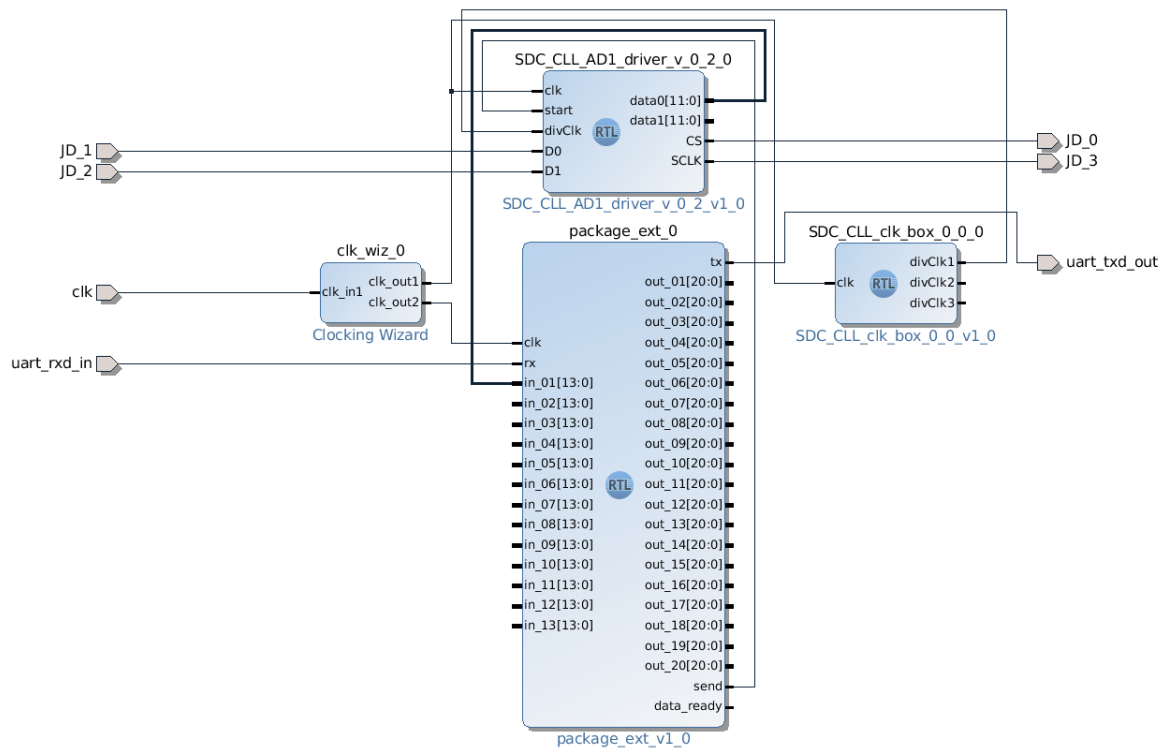 SDC_CLL_AD1_driver_v_0_2_0
clk
start
divClk
D0
D1
RTL
data0[11:0]
data1[11:0]
CS
SCLK
SDC_CLL_AD1_driver_v_0_2_v1_0
JD_1
JD_2
JD_0
JD_3
clk_wiz_0
clk_in1
clk_out1
clk_out2
Clocking Wizard
clk
uart_rxd_in
SDC_CLL_clk_box_0_0_0
clk
RTL
divClk1
divClk2
divClk3
SDC_CLL_clk_box_0_0_v1_0
uart_txd_out
package_ext_0
clk
rx
in_01[13:0]
in_02[13:0]
in_03[13:0]
in_04[13:0]
in_05[13:0]
in_06[13:0]
in_07[13:0]
in_08[13:0]
in_09[13:0]
in_10[13:0]
in_11[13:0]
in_12[13:0]
in_13[13:0]
RTL
tx
out_01[20:0]
out_02[20:0]
out_03[20:0]
out_04[20:0]
out_05[20:0]
out_06[20:0]
out_07[20:0]
out_08[20:0]
out_09[20:0]
out_10[20:0]
out_11[20:0]
out_12[20:0]
out_13[20:0]
out_14[20:0]
out_15[20:0]
out_16[20:0]
out_17[20:0]
out_18[20:0]
out_19[20:0]
out_20[20:0]
send
data_ready
package_ext_v1_0